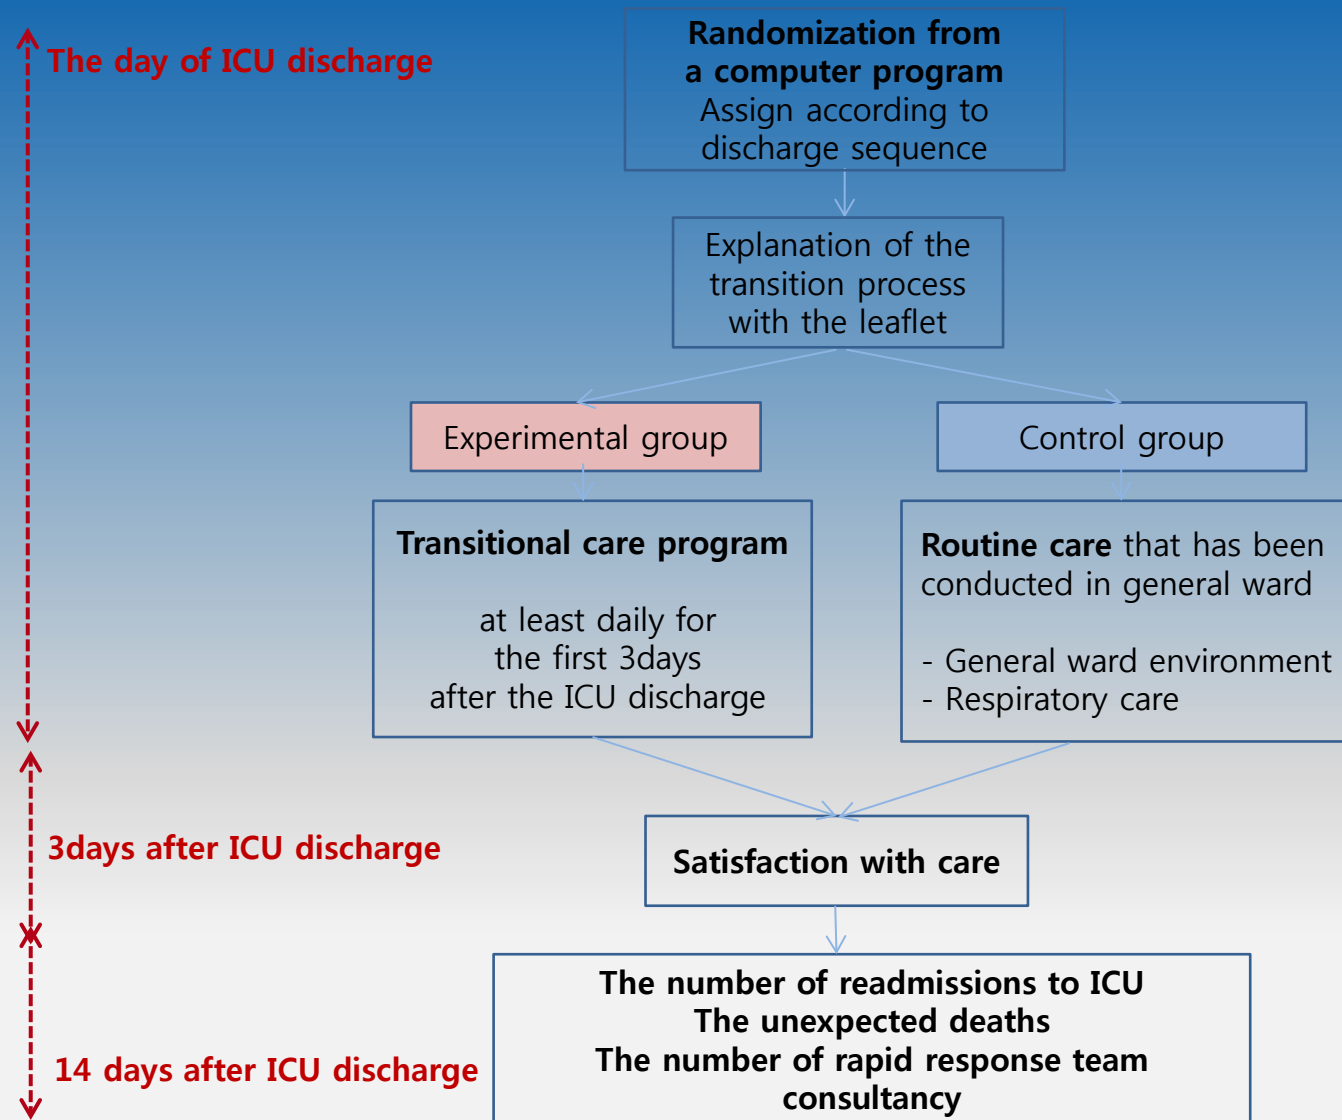 The day of ICU discharge
Randomization from
a computer program
Assign according to
discharge sequence
Explanation of the
transition process
with the leaflet
Experimental group
Control group
Transitional care program
at least daily for
the first 3days
after the ICU discharge
Routine care that has been
conducted in general ward
- General ward environment
- Respiratory care
3days after ICU discharge
Satisfaction with care
14 days after ICU discharge
The number of readmissions to ICU
The unexpected deaths
The number of rapid response team
consultancy